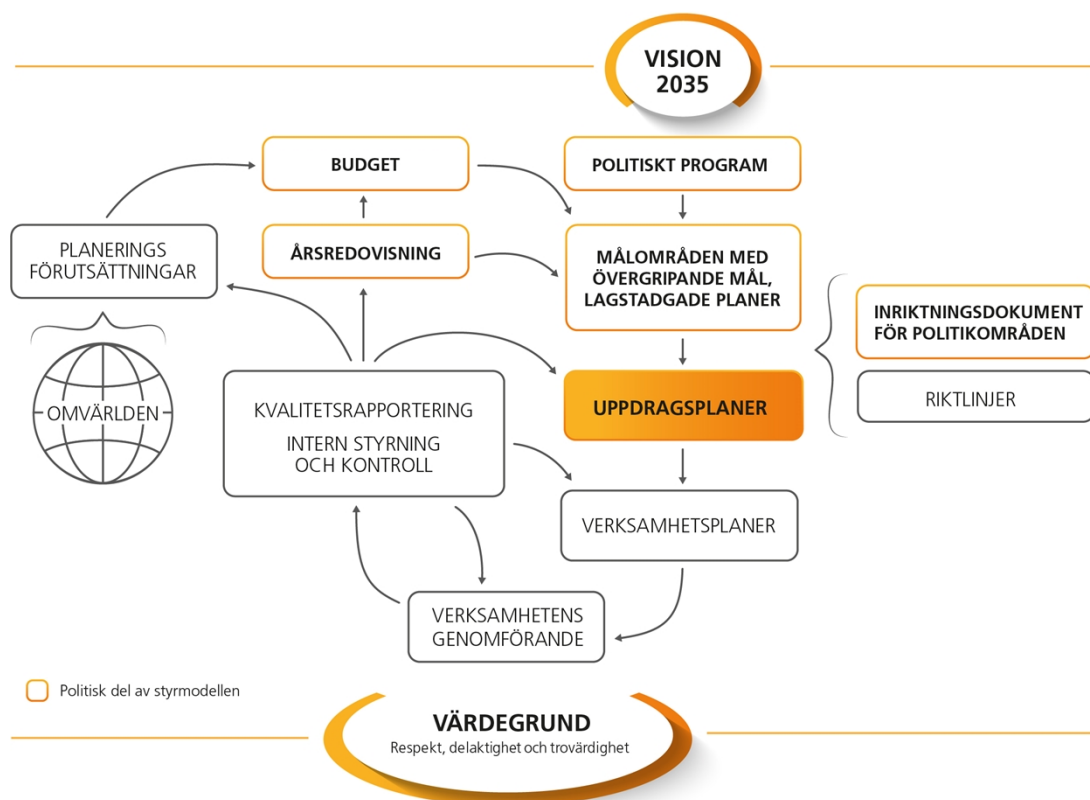 VISION
2035
BUDGET
POLITISKT PROGRAM
PLANERINGS
FÖRUTSÄTTNINGAR
ÅRSREDOVISNING
MÅLOMRÅDEN MED
ÖVERGRIPANDE MÅL,
LAGSTADGADE PLANER
INRIKTNINGSDOKUMENT
FÖR POLITIKOMRÅDEN
OMVÄRLDEN
KVALITETSRAPPORTERING
INTERN STYRNING
OCH KONTROLL
UPPDRAGSPLANER
RIKTLINJER
VERKSAMHETSPLANER
VERKSAMHETENS
GENOMFÖRANDE
Politisk del av styrmodellen
VÄRDEGRUND
Respekt, delaktighet och trovärdighet